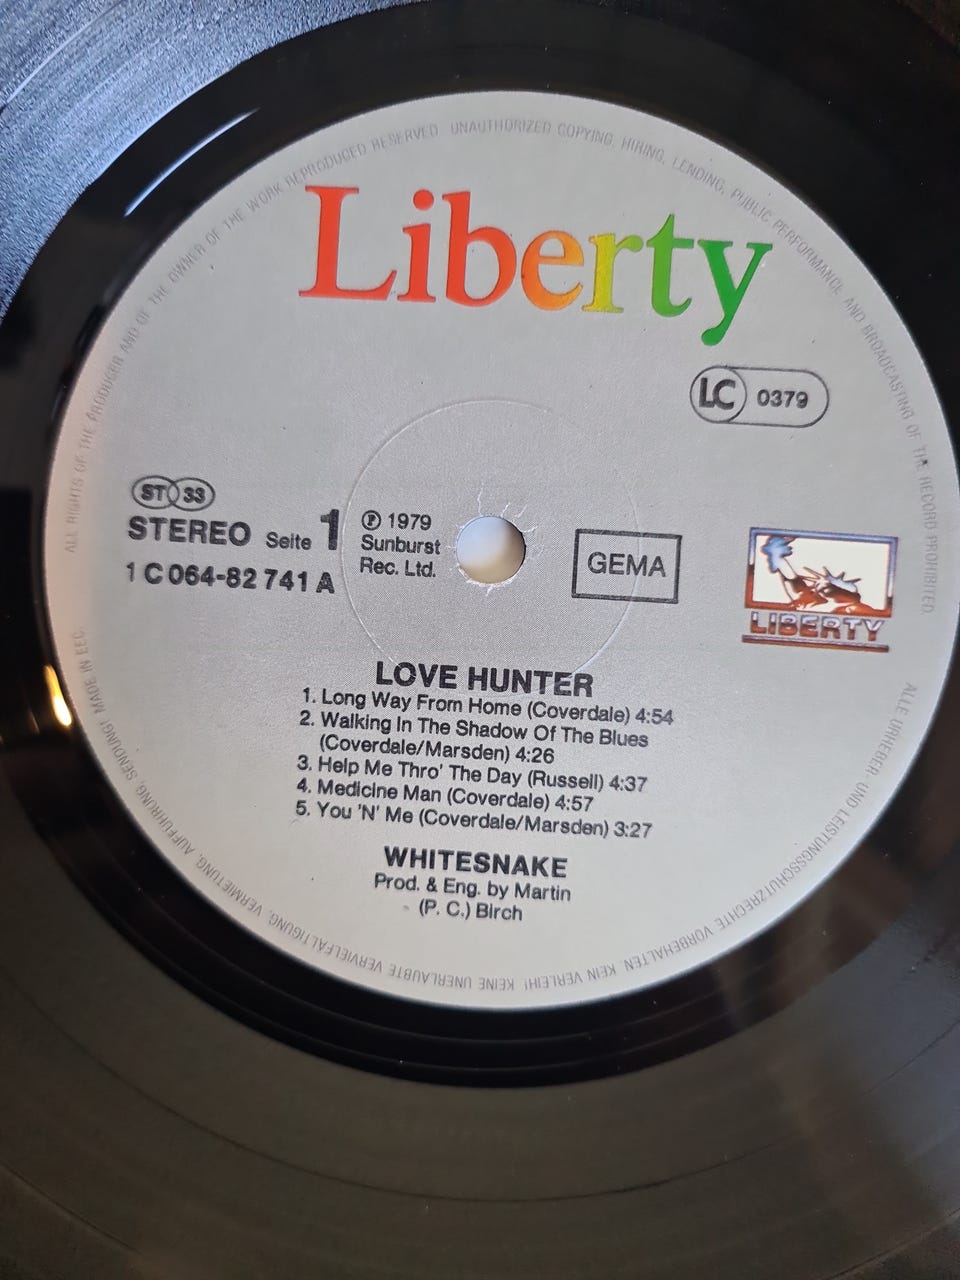 ALL RIGHTS OF THE PRODUCER AND OF THE OWNER OF THE WORK REPRODUCED RESERVED UNAUTHORIZED COPYING, HIRING, LENDING, PUBLIC PERFORMANCE AND BROADCASTING OF THE RECORD PROHIBITED.
Liberty
LC 0379
ST 33
STEREO Seite 1
1 C 064-82 741 A
℗ 1979
Sunburst
Rec. Ltd.
GEMA
LIBERTY
LOVE HUNTER
1. Long Way From Home (Coverdale) 4:54
2. Walking In The Shadow Of The Blues
(Coverdale/Marsden) 4:26
3. Help Me Thro' The Day (Russell) 4:37
4. Medicine Man (Coverdale) 4:57
5. You 'N' Me (Coverdale/Marsden) 3:27
WHITESNAKE
Prod. & Eng. by Martin
(P. C.) Birch
ALLE URHEBER- UND LEISTUNGSSCHUTZRECHTE VORBEHALTEN. KEIN VERLEIH! KEINE UNERLAUBTE VERVIELFÄLTIGUNG, VERMIETUNG, AUFFÜHRUNG, SENDUNG! MADE IN EEC.